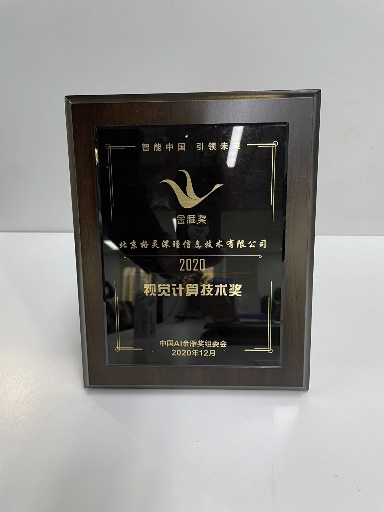 智能中国 引领未来
金雁奖
北京格灵深瞳信息技术有限公司
2020
视觉计算技术奖
中国AI金雁奖组委会
2020年12月